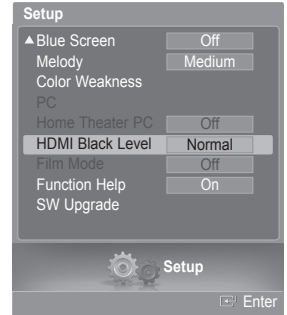 Setup
▲Blue Screen Off
Melody Medium
Color Weakness
PC
Home Theater PC Off
HDMI Black Level Normal
Film Mode Off
Function Help On
SW Upgrade
Setup
Enter